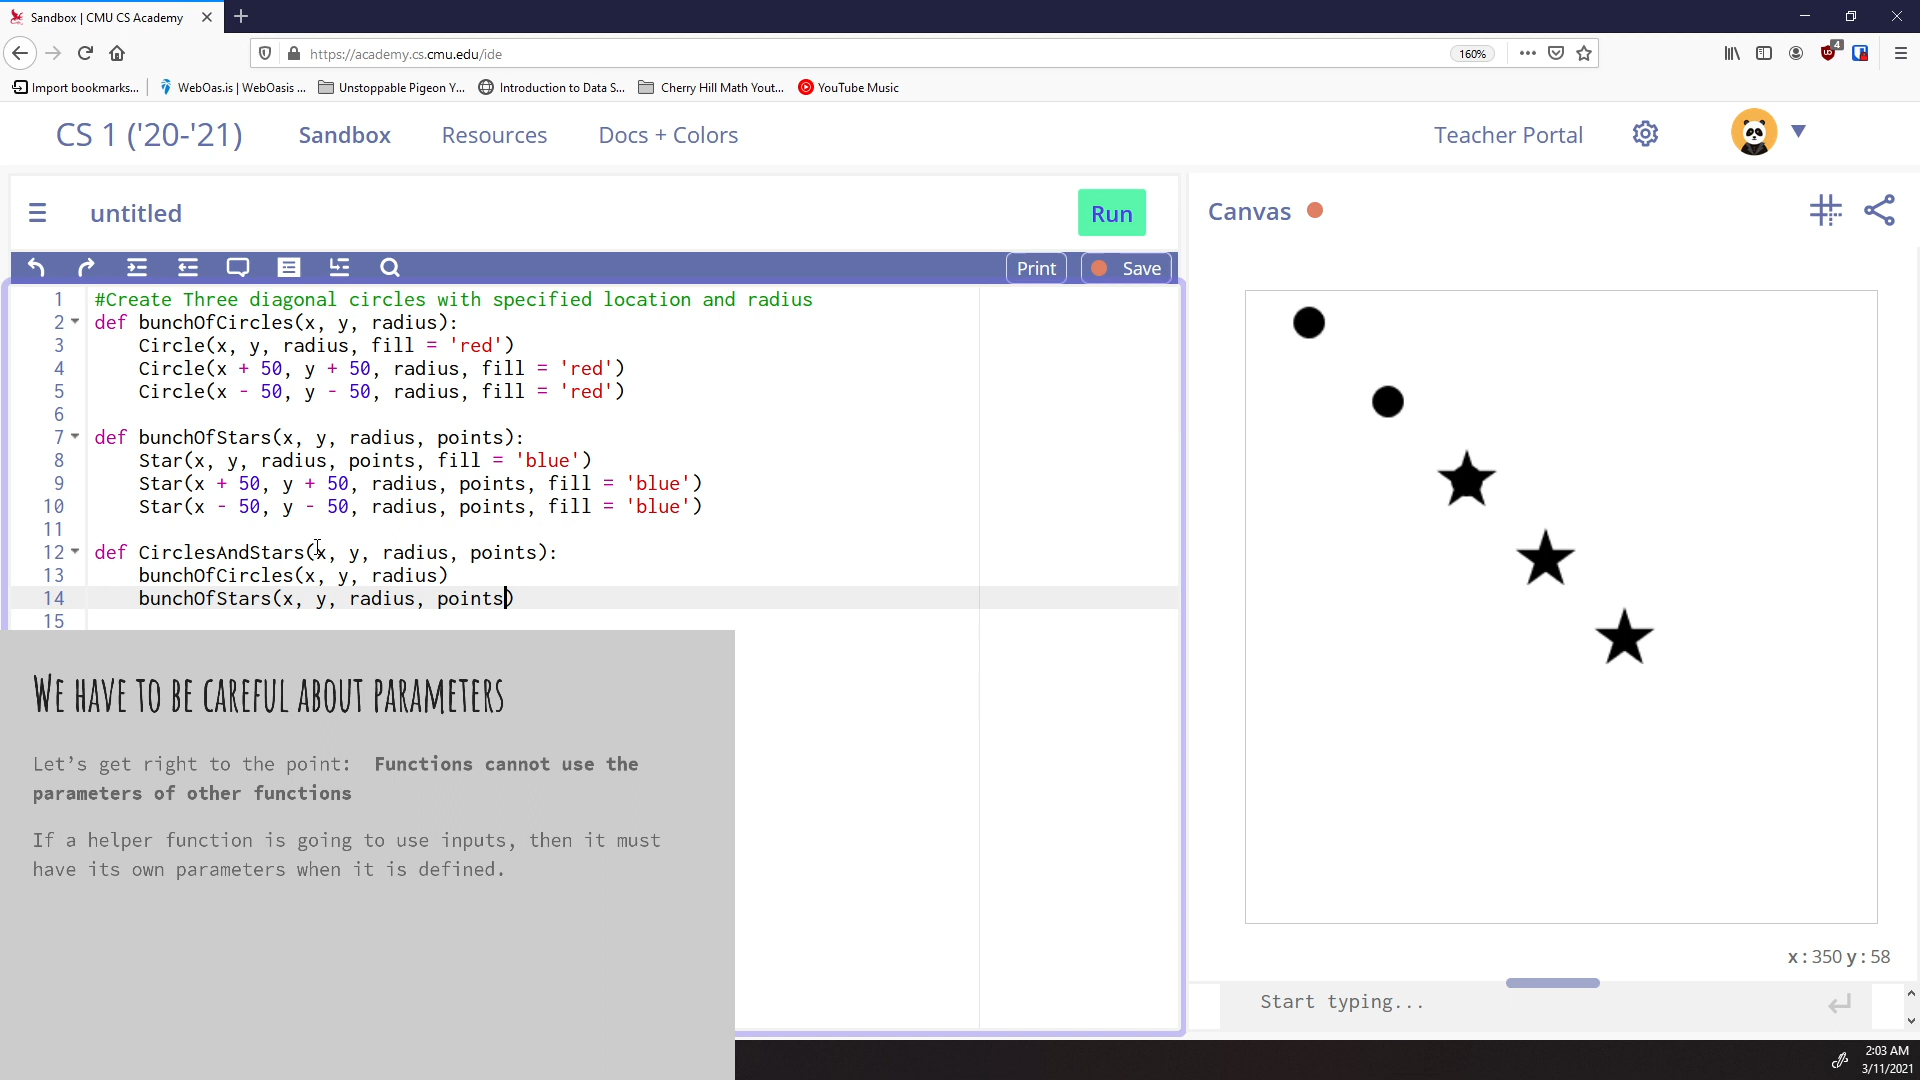 Sandbox | CMU CS Academy
https://academy.cs.cmu.edu/ide
160%
4
Import bookmarks...
WebOas.is | WebOasis ...
Unstoppable Pigeon Y...
Introduction to Data S...
Cherry Hill Math Yout...
YouTube Music
CS 1 ('20-'21)
Sandbox
Resources
Docs + Colors
Teacher Portal
untitled
Run
Canvas
Print
Save
1 #Create Three diagonal circles with specified location and radius
2 def bunchOfCircles(x, y, radius):
3 Circle(x, y, radius, fill = 'red')
4 Circle(x + 50, y + 50, radius, fill = 'red')
5 Circle(x - 50, y - 50, radius, fill = 'red')
6
7 def bunchOfStars(x, y, radius, points):
8 Star(x, y, radius, points, fill = 'blue')
9 Star(x + 50, y + 50, radius, points, fill = 'blue')
10 Star(x - 50, y - 50, radius, points, fill = 'blue')
11
12 def CirclesAndStars(x, y, radius, points):
13 bunchOfCircles(x, y, radius)
14 bunchOfStars(x, y, radius, points)
15
We have to be careful about parameters
Let's get right to the point: Functions cannot use the
parameters of other functions
If a helper function is going to use inputs, then it must
have its own parameters when it is defined.
x: 350 y: 58
Start typing...
2:03 AM
3/11/2021